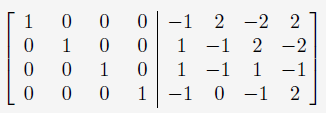 1 0 0 0 | −1 2 −2 2
0 1 0 0 | 1 −1 2 −2
0 0 1 0 | 1 −1 1 −1
0 0 0 1 | −1 0 −1 2